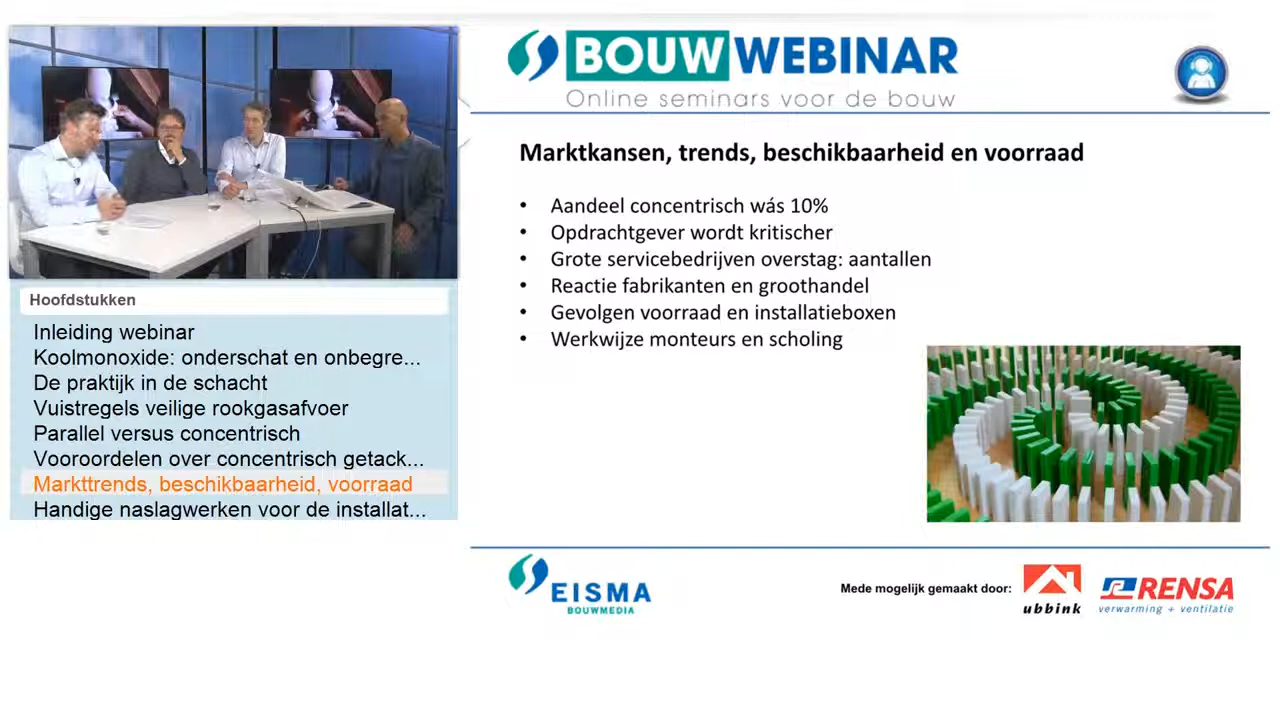 BOUW WEBINAR
Online seminars voor de bouw
Marktkansen, trends, beschikbaarheid en voorraad
• Aandeel concentrisch wás 10%
• Opdrachtgever wordt kritischer
• Grote servicebedrijven overstag: aantallen
• Reactie fabrikanten en groothandel
• Gevolgen voorraad en installatieboxen
• Werkwijze monteurs en scholing
Hoofdstukken
Inleiding webinar
Koolmonoxide: onderschat en onbegre...
De praktijk in de schacht
Vuistregels veilige rookgasafvoer
Parallel versus concentrisch
Vooroordelen over concentrisch getack...
Markttrends, beschikbaarheid, voorraad
Handige naslagwerken voor de installat...
EISMA
BOUWMEDIA
Mede mogelijk gemaakt door:
ubbink
RENSA
verwarming + ventilatie